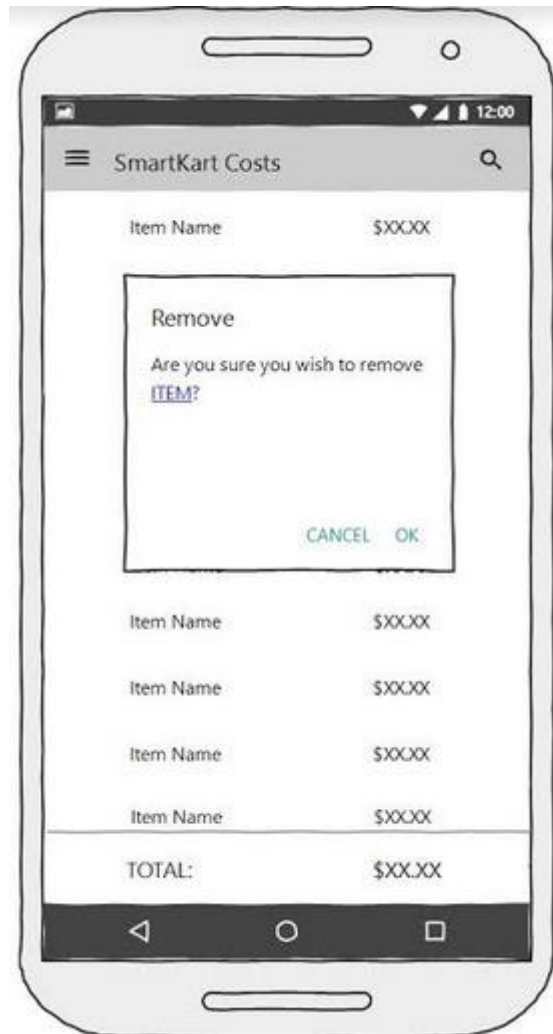 12:00
SmartKart Costs
Item Name $XX.XX
Remove
Are you sure you wish to remove
ITEM?
CANCEL OK
Item Name $XX.XX
Item Name $XX.XX
Item Name $XX.XX
Item Name $XX.XX
TOTAL: $XX.XX